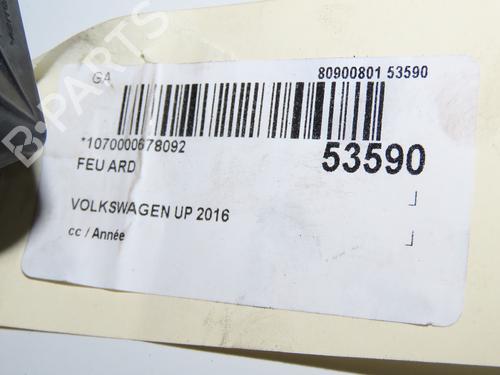 GA
80900801 53590
*1070000678092
53590
FEU ARD
VOLKSWAGEN UP 2016
cc / Année
B-PARTS